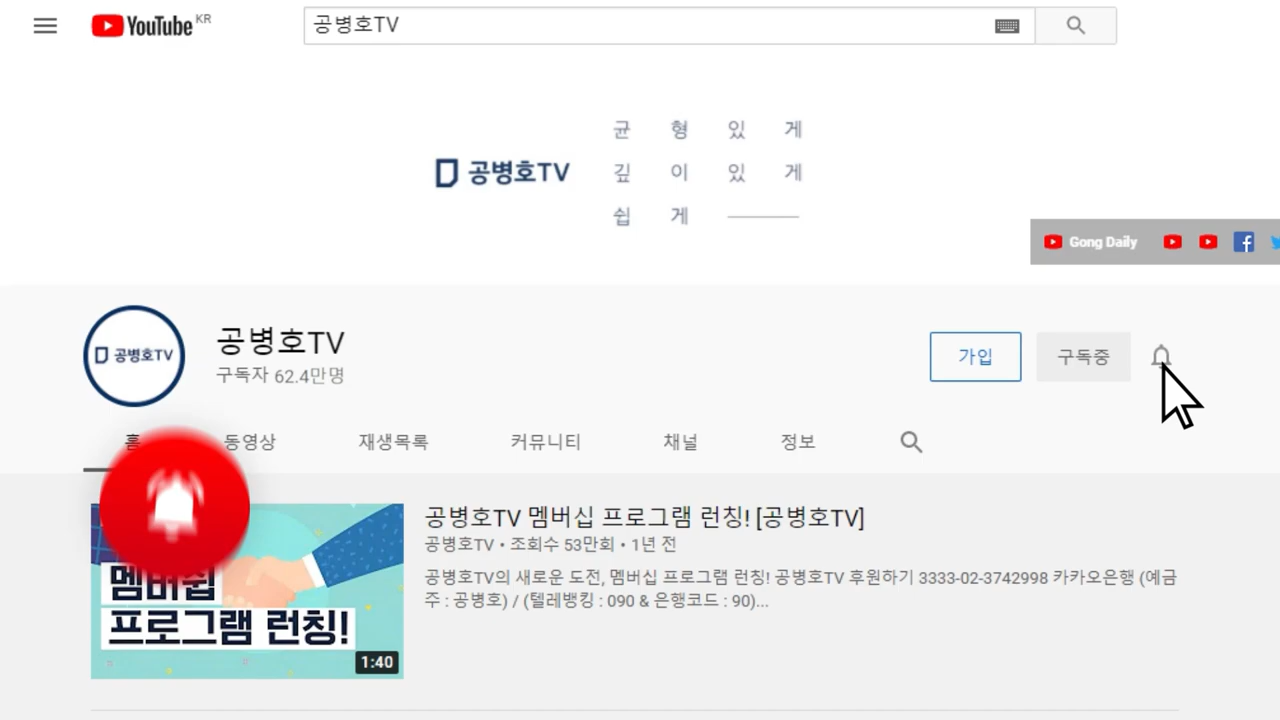 YouTube KR
공병호TV
공병호TV
균형있게
깊이있게
쉽게
Gong Daily
공병호TV
공병호TV
구독자 62.4만명
가입
구독중
홈
동영상
재생목록
커뮤니티
채널
정보
멤버쉽
프로그램 런칭!
1:40
공병호TV 멤버십 프로그램 런칭! [공병호TV]
공병호TV • 조회수 53만회 • 1년 전
공병호TV의 새로운 도전, 멤버십 프로그램 런칭! 공병호TV 후원하기 3333-02-3742998 카카오은행 (예금
주 : 공병호) / (텔레뱅킹 : 090 & 은행코드 : 90)...